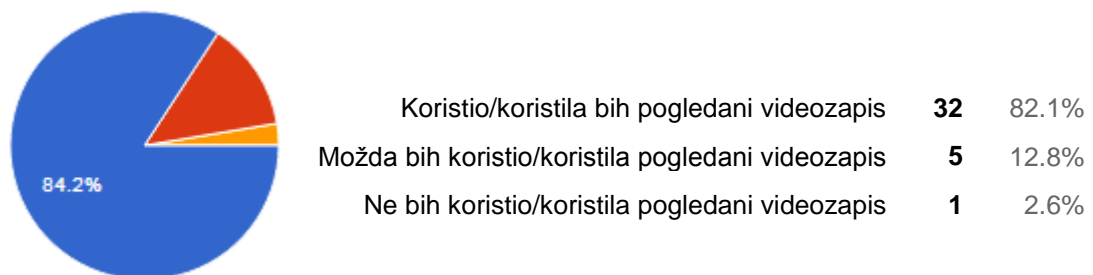 Koristio/koristila bih pogledani videozapis 32 82.1%
Možda bih koristio/koristila pogledani videozapis 5 12.8%
84.2%
Ne bih koristio/koristila pogledani videozapis 1 2.6%